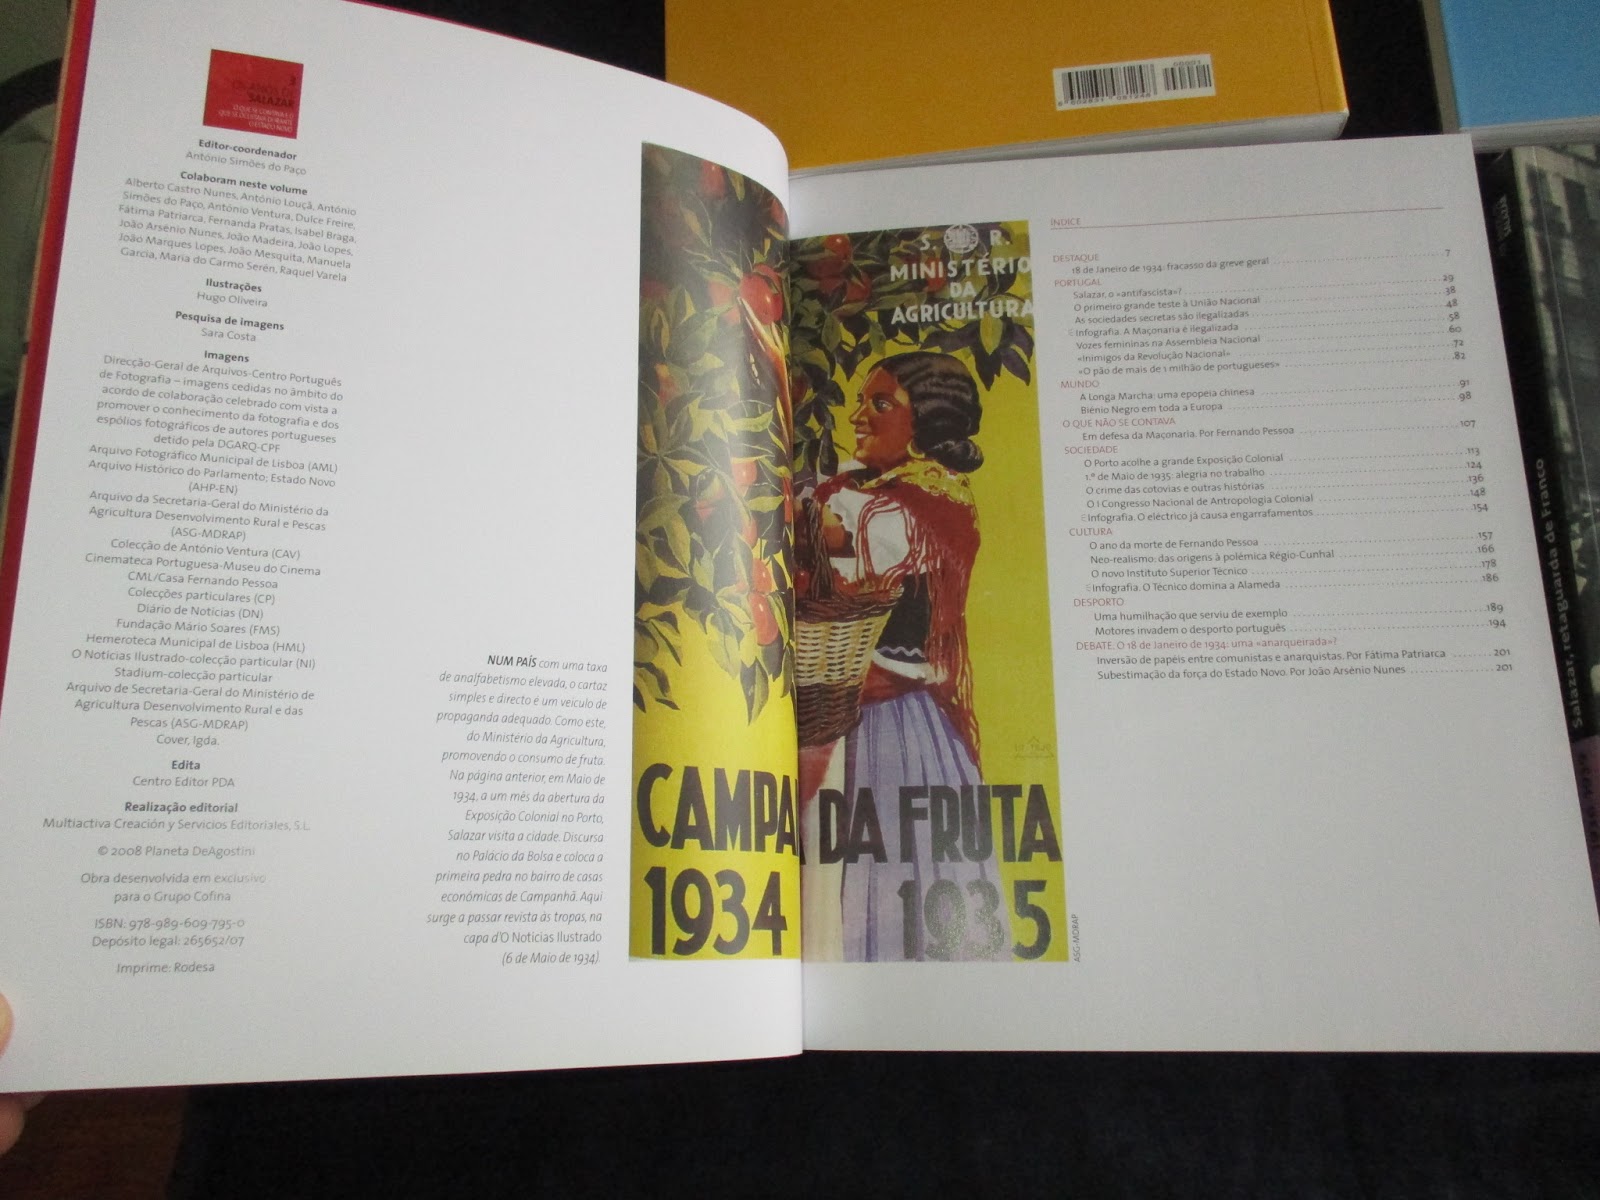 3
OS ANOS DE
SALAZAR
O QUE SE CONTAVA E O
QUE SE OCULTAVA DURANTE
O ESTADO NOVO
Editor-coordenador
António Simões do Paço
Colaboram neste volume
Alberto Castro Nunes, António Louçã, António
Simões do Paço, António Ventura, Dulce Freire,
Fátima Patriarca, Fernanda Pratas, Isabel Braga,
João Arsénio Nunes, João Madeira, João Lopes,
João Marques Lopes, João Mesquita, Manuela
Garcia, Maria do Carmo Serén, Raquel Varela
Ilustrações
Hugo Oliveira
Pesquisa de imagens
Sara Costa
Imagens
Direcção-Geral de Arquivos-Centro Português
de Fotografia – imagens cedidas no âmbito do
acordo de colaboração celebrado com vista a
promover o conhecimento da fotografia e dos
espólios fotográficos de autores portugueses
detido pela DGARQ-CPF
Arquivo Fotográfico Municipal de Lisboa (AML)
Arquivo Histórico do Parlamento; Estado Novo
(AHP-EN)
Arquivo da Secretaria-Geral do Ministério da
Agricultura Desenvolvimento Rural e Pescas
(ASG-MDRAP)
Colecção de António Ventura (CAV)
Cinemateca Portuguesa-Museu do Cinema
CML/Casa Fernando Pessoa
Colecções particulares (CP)
Diário de Notícias (DN)
Fundação Mário Soares (FMS)
Hemeroteca Municipal de Lisboa (HML)
O Notícias Ilustrado-colecção particular (NI)
Stadium-colecção particular
Arquivo de Secretaria-Geral do Ministério de
Agricultura Desenvolvimento Rural e das
Pescas (ASG-MDRAP)
Cover, Igda.
Edita
Centro Editor PDA
Realização editorial
Multiactiva Creación y Servicios Editoriales, S.L.
© 2008 Planeta DeAgostini
Obra desenvolvida em exclusivo
para o Grupo Cofina
ISBN: 978-989-609-795-0
Depósito legal: 265652/07
Imprime: Rodesa
NUM PAÍS com uma taxa
de analfabetismo elevada, o cartaz
simples e directo é um veículo de
propaganda adequado. Como este,
do Ministério da Agricultura,
promovendo o consumo de fruta.
Na página anterior, em Maio de
1934, a um mês da abertura da
Exposição Colonial no Porto,
Salazar visita a cidade. Discursa
no Palácio da Bolsa e coloca a
primeira pedra no bairro de casas
económicas de Campanhã. Aqui
surge a passar revista às tropas, na
capa d'O Notícias Ilustrado
(6 de Maio de 1934).
S. R.
MINISTÉRIO
DA
AGRICULTURA
CAMPA DA FRUTA
1934 1935
ASG-MDRAP
ÍNDICE
DESTAQUE
18 de Janeiro de 1934: fracasso da greve geral 7
PORTUGAL
Salazar, o «antifascista»? 29
O primeiro grande teste à União Nacional 38
As sociedades secretas são ilegalizadas 48
Infografia. A Maçonaria é ilegalizada 58
Vozes femininas na Assembleia Nacional 60
«Inimigos da Revolução Nacional» 72
«O pão de mais de 1 milhão de portugueses» 82
MUNDO
A Longa Marcha: uma epopeia chinesa 91
Biénio Negro em toda a Europa 98
O QUE NÃO SE CONTAVA
Em defesa da Maçonaria. Por Fernando Pessoa 107
SOCIEDADE
O Porto acolhe a grande Exposição Colonial 113
1.º de Maio de 1935: alegria no trabalho 124
O crime das cotovias e outras histórias 136
O I Congresso Nacional de Antropologia Colonial 148
Infografia. O eléctrico já causa engarrafamentos 154
CULTURA
O ano da morte de Fernando Pessoa 157
Neo-realismo: das origens à polémica Régio-Cunhal 166
O novo Instituto Superior Técnico 178
Infografia. O Técnico domina a Alameda 186
DESPORTO
Uma humilhação que serviu de exemplo 189
Motores invadem o desporto português 194
DEBATE. O 18 de Janeiro de 1934: uma «anarqueirada»?
Inversão de papéis entre comunistas e anarquistas. Por Fátima Patriarca 201
Subestimação da força do Estado Novo. Por João Arsénio Nunes 201
00001
Salazar, retaguarda de Franco